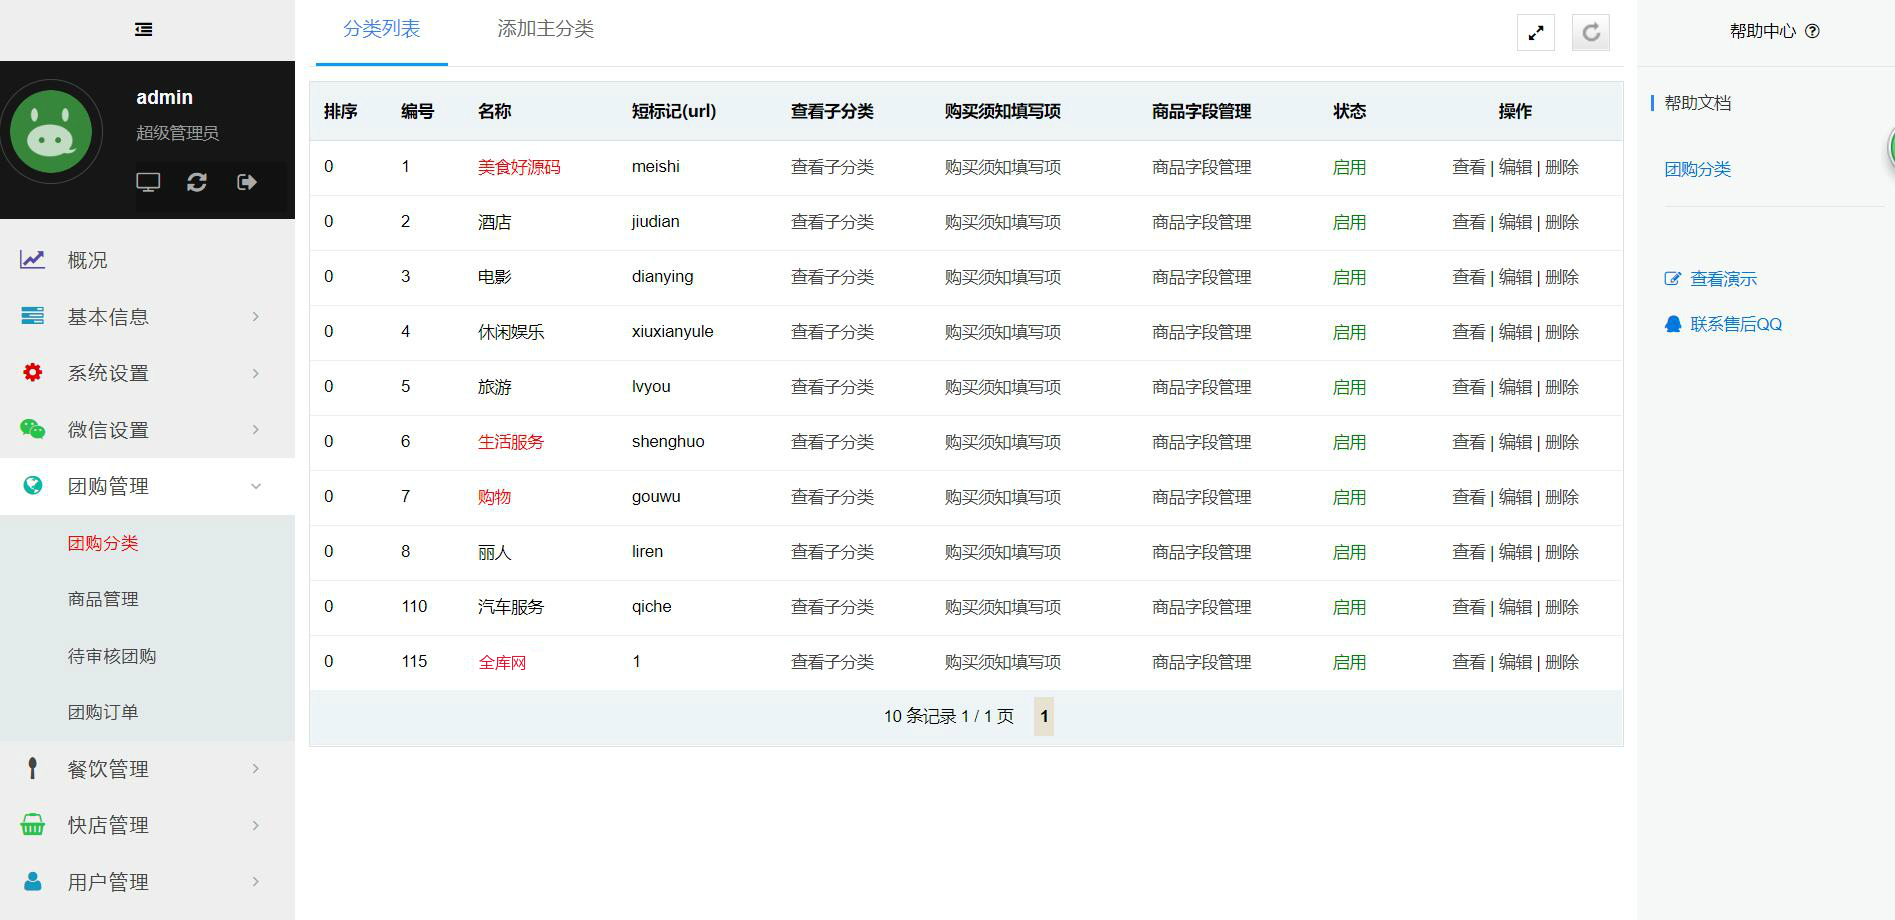 admin
超级管理员
概况
基本信息
系统设置
微信设置
团购管理
团购分类
商品管理
待审核团购
团购订单
餐饮管理
快店管理
用户管理
分类列表 添加主分类
排序 编号 名称 短标记(url) 查看子分类 购买须知填写项 商品字段管理 状态 操作
0 1 美食好源码 meishi 查看子分类 购买须知填写项 商品字段管理 启用 查看 | 编辑 | 删除
0 2 酒店 jiudian 查看子分类 购买须知填写项 商品字段管理 启用 查看 | 编辑 | 删除
0 3 电影 dianying 查看子分类 购买须知填写项 商品字段管理 启用 查看 | 编辑 | 删除
0 4 休闲娱乐 xiuxianyule 查看子分类 购买须知填写项 商品字段管理 启用 查看 | 编辑 | 删除
0 5 旅游 lvyou 查看子分类 购买须知填写项 商品字段管理 启用 查看 | 编辑 | 删除
0 6 生活服务 shenghuo 查看子分类 购买须知填写项 商品字段管理 启用 查看 | 编辑 | 删除
0 7 购物 gouwu 查看子分类 购买须知填写项 商品字段管理 启用 查看 | 编辑 | 删除
0 8 丽人 liren 查看子分类 购买须知填写项 商品字段管理 启用 查看 | 编辑 | 删除
0 110 汽车服务 qiche 查看子分类 购买须知填写项 商品字段管理 启用 查看 | 编辑 | 删除
0 115 全库网 1 查看子分类 购买须知填写项 商品字段管理 启用 查看 | 编辑 | 删除
10 条记录 1 / 1 页 1
帮助中心
帮助文档
团购分类
查看演示
联系售后QQ